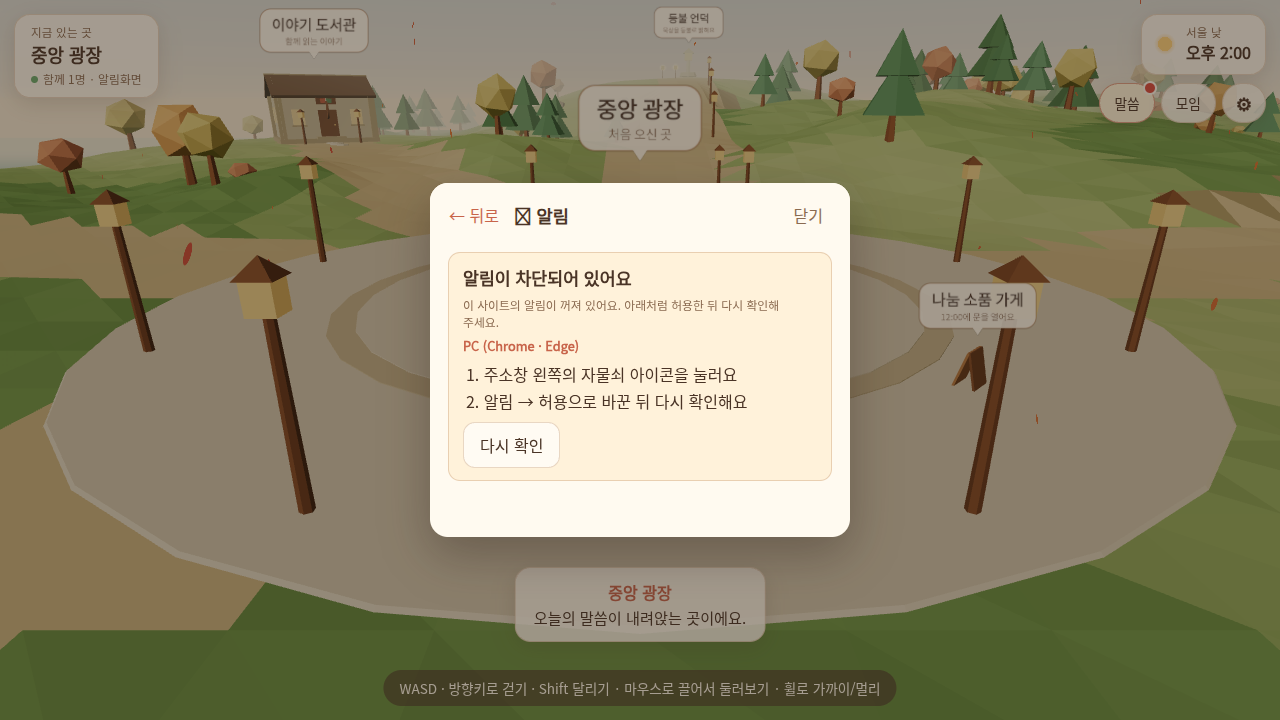 지금 있는 곳
중앙 광장
함께 1명 · 알림화면
이야기 도서관
함께 읽는 이야기
등불 언덕
중앙 광장
처음 오신 곳
서울 낮
오후 2:00
말씀
모임
← 뒤로
알림
닫기
알림이 차단되어 있어요
이 사이트의 알림이 꺼져 있어요. 아래처럼 허용한 뒤 다시 확인해
주세요.
PC (Chrome · Edge)
1. 주소창 왼쪽의 자물쇠 아이콘을 눌러요
2. 알림 → 허용으로 바꾼 뒤 다시 확인해요
다시 확인
나눔 소품 가게
12:00에 문을 열어요
중앙 광장
오늘의 말씀이 내려앉는 곳이에요.
WASD · 방향키로 걷기 · Shift 달리기 · 마우스로 끌어서 둘러보기 · 휠로 가까이/멀리